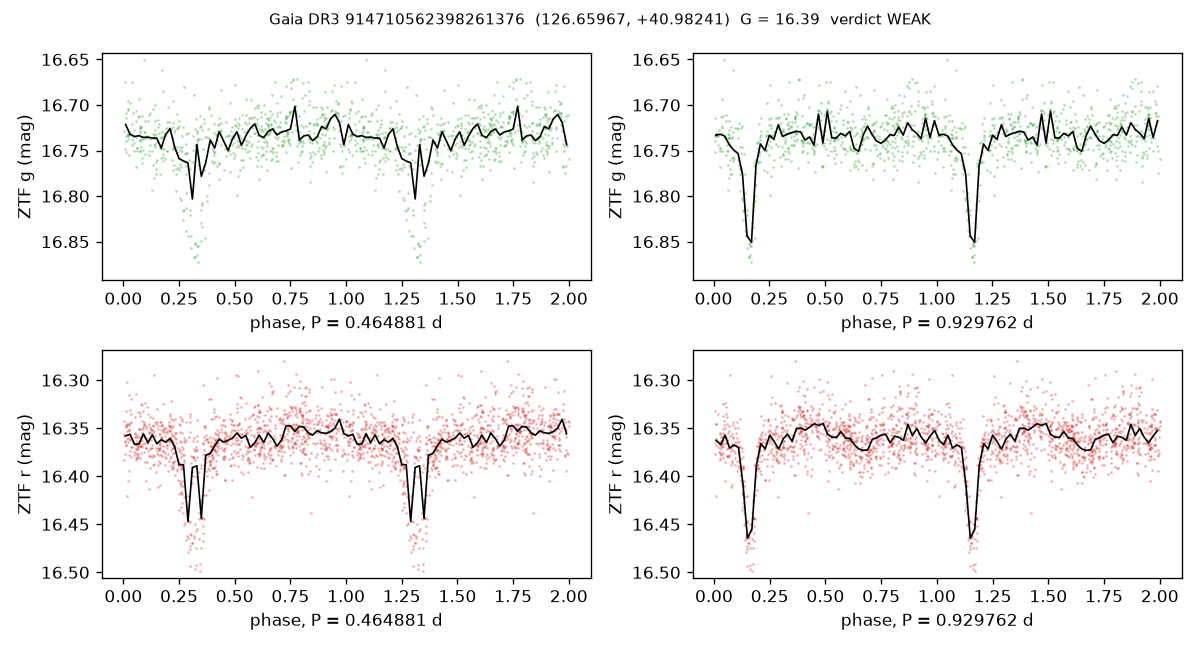 Gaia DR3 914710562398261376 (126.65967, +40.98241) G = 16.39 verdict WEAK
16.65
16.70
16.75
16.80
16.85
ZTF g (mag)
0.00 0.25 0.50 0.75 1.00 1.25 1.50 1.75 2.00
phase, P = 0.464881 d
16.65
16.70
16.75
16.80
16.85
ZTF g (mag)
0.00 0.25 0.50 0.75 1.00 1.25 1.50 1.75 2.00
phase, P = 0.929762 d
16.30
16.35
16.40
16.45
16.50
ZTF r (mag)
0.00 0.25 0.50 0.75 1.00 1.25 1.50 1.75 2.00
phase, P = 0.464881 d
16.30
16.35
16.40
16.45
16.50
ZTF r (mag)
0.00 0.25 0.50 0.75 1.00 1.25 1.50 1.75 2.00
phase, P = 0.929762 d